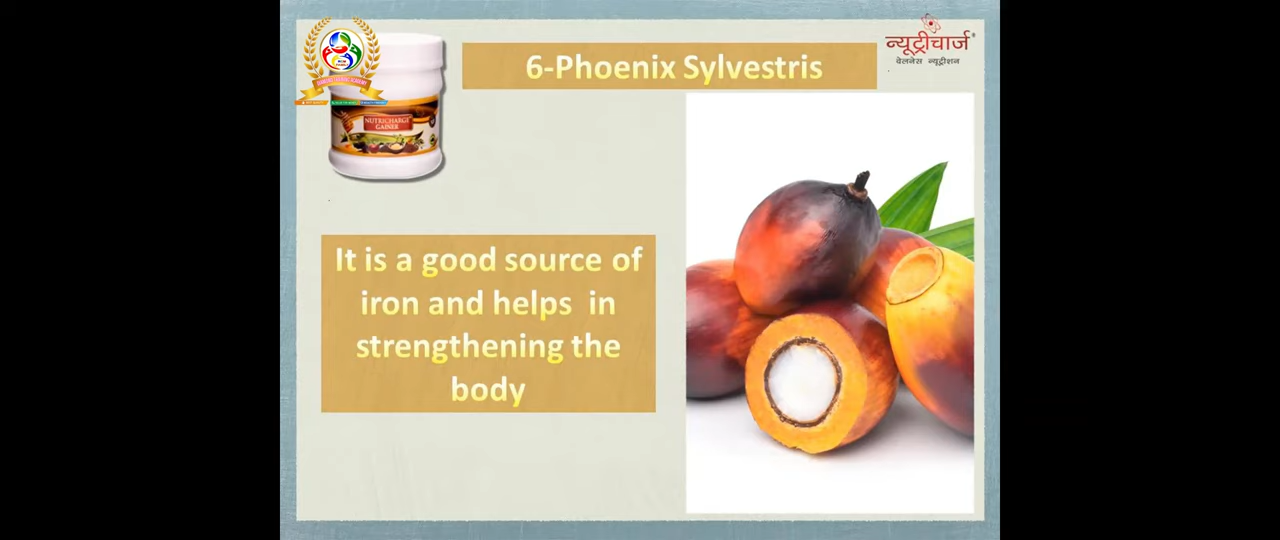 6-Phoenix Sylvestris
न्यूट्रीचार्ज®
वेलनेस न्यूट्रीशन
NUTRICHARGE
GAINER
It is a good source of
iron and helps in
strengthening the
body